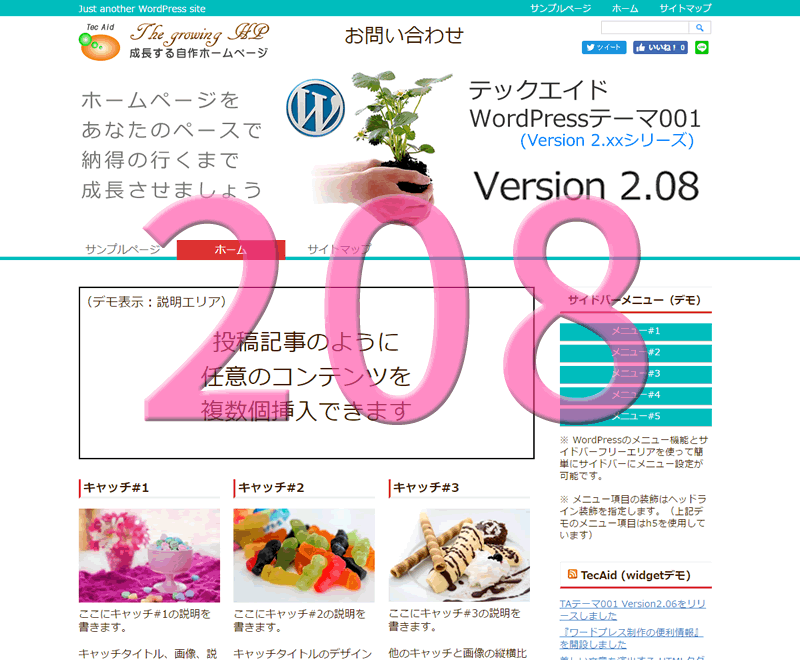 Just another WordPress site
サンプルページ ホーム サイトマップ
Tec Aid
The growing HP
成長する自作ホームページ
お問い合わせ
ツイート いいね！ 0
ホームページを
あなたのペースで
納得の行くまで
成長させましょう
テックエイド
WordPressテーマ001
(Version 2.xxシリーズ)
Version 2.08
サンプルページ ホーム サイトマップ
208
（デモ表示：説明エリア）
投稿記事のように
任意のコンテンツを
複数個挿入できます
サイドバーメニュー（デモ）
メニュー#1
メニュー#2
メニュー#3
メニュー#4
メニュー#5
※ WordPressのメニュー機能とサ
イドバーフリーエリアを使って簡
単にサイドバーにメニュー設定が
可能です。
※ メニュー項目の装飾はヘッドラ
イン装飾を指定します。（上記デ
モのメニュー項目はh5を使用して
います）
キャッチ#1
キャッチ#2
キャッチ#3
ここにキャッチ#1の説明を
書きます。
ここにキャッチ#2の説明を
書きます。
ここにキャッチ#3の説明を
書きます。
キャッチタイトル、画像、説
キャッチタイトルのデザイン
他のキャッチと画像の縦横比
TecAid (widgetデモ)
TAテーマ001 Version2.06をリリ
ースしました
『ワードプレス制作の便利情報』
を開設しました